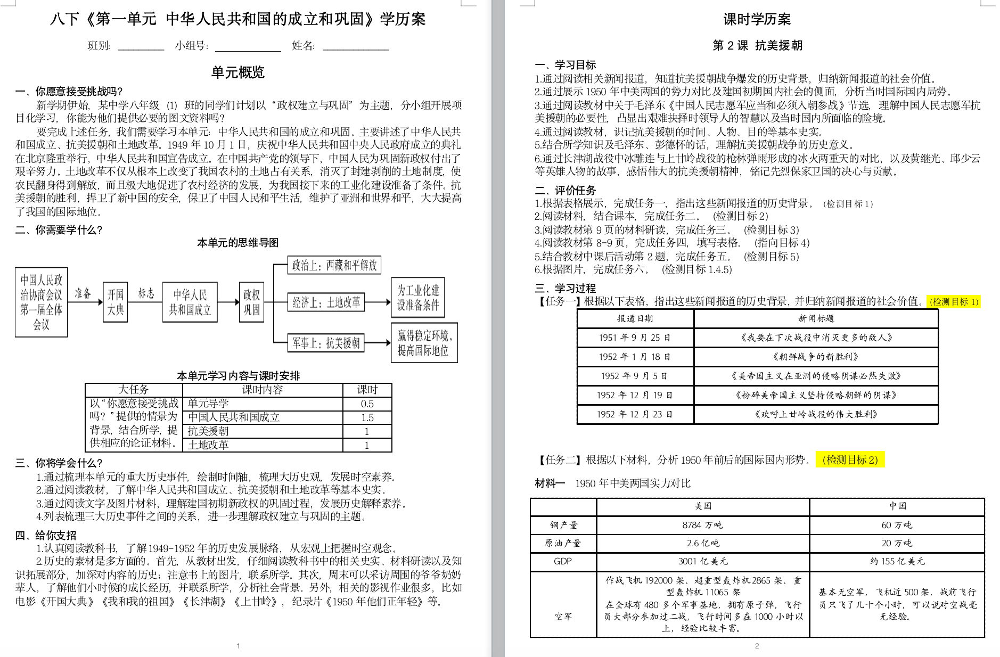 八下《第一单元 中华人民共和国的成立和巩固》学历案
班别: ________ 小组号: ___________ 姓名: ___________
单元概览
一、你愿意接受挑战吗?
新学期伊始, 某中学八年级 (1) 班的同学们计划以“政权建立与巩固”为主题, 分小组开展项
目化学习, 你能为他们提供必要的图文资料吗?
要完成上述任务, 我们需要学习本单元: 中华人民共和国的成立和巩固。主要讲述了中华人民共
和国成立、抗美援朝和土地改革。1949 年 10 月 1 日, 庆祝中华人民共和国中央人民政府成立的典礼
在北京隆重举行, 中华人民共和国宣告成立。在中国共产党的领导下, 中国人民为巩固新政权付出了
艰辛努力。土地改革不仅从根本上改变了我国农村的土地占有关系, 消灭了封建剥削的土地制度, 使
农民翻身得到解放, 而且极大地促进了农村经济的发展, 为我国接下来的工业化建设准备了条件。抗
美援朝的胜利, 捍卫了新中国的安全, 保卫了中国人民和平生活, 维护了亚洲和世界和平, 大大提高
了我国的国际地位。
二、你需要学什么?
本单元的思维导图
中国人民政
治协商会议
第一届全体
会议
准备
开国
大典
标志
中华人民
共和国成立
政权
巩固
政治上: 西藏和平解放
经济上: 土地改革
为工业化建
设准备条件
军事上: 抗美援朝
赢得稳定环境,
提高国际地位
本单元学习内容与课时安排
大任务 课时内容 课时
以“你愿意接受挑战
吗?”提供的情景为
背景, 结合所学, 提
供相应的论证材料。
单元导学 0.5
中国人民共和国成立 1.5
抗美援朝 1
土地改革 1
三、你将学会什么?
1.通过梳理本单元的重大历史事件, 绘制时间轴, 梳理大历史观, 发展时空素养。
2.通过阅读教材, 了解中华人民共和国成立、抗美援朝和土地改革等基本史实。
3.通过阅读文字及图片材料, 理解建国初期新政权的巩固过程, 发展历史解释素养。
4.列表梳理三大历史事件之间的关系, 进一步理解政权建立与巩固的主题。
四、给你支招
1.认真阅读教科书, 了解1949-1952 年的历史发展脉络, 从宏观上把握时空观念。
2.历史的素材是多方面的。首先, 从教材出发, 仔细阅读教科书中的相关史实、材料研读以及知
识拓展部分, 加深对内容的历史; 注意书上的图片, 联系所学。其次, 周末可以采访周围的爷爷奶奶
辈人, 了解他们小时候的成长经历, 并联系所学, 分析社会背景。另外, 相关的影视作业很多, 比如
电影《开国大典》《我和我的祖国》《长津湖》《上甘岭》, 纪录片《1950 年他们正年轻》等。
1
课时学历案
第 2 课 抗美援朝
一、学习目标
1.通过阅读相关新闻报道, 知道抗美援朝战争爆发的历史背景, 归纳新闻报道的社会价值。
2.通过展示 1950 年中美两国的势力对比及建国初期国内社会的侧面, 分析当时国际国内局势。
3.通过阅读教材中关于毛泽东《中国人民志愿军应当和必须入朝参战》节选, 理解中国人民志愿军抗
美援朝的必要性, 凸显出艰难抉择时领导人的智慧以及当时国内所面临的险境。
4.通过阅读教材, 识记抗美援朝的时间、人物、目的等基本史实。
5.结合所学知识及毛泽东、彭德怀的话, 理解抗美援朝战争的历史意义。
6.通过长津湖战役中冰雕连与上甘岭战役的枪林弹雨形成的冰火两重天的对比, 以及黄继光、邱少云
等英雄人物的故事, 感悟伟大的抗美援朝精神, 铭记先烈保家卫国的决心与贡献。
二、评价任务
1.根据表格展示, 完成任务一, 指出这些新闻报道的历史背景。 (检测目标 1)
2.阅读材料, 结合课本, 完成任务二。 (检测目标 2)
3.阅读教材第 9 页的材料研读, 完成任务三。 (检测目标 3)
4.阅读教材第 8-9 页, 完成任务四, 填写表格。 (指向目标 4)
5.结合教材中课后活动第 2 题, 完成任务五。 (检测目标 5)
6.根据图片, 完成任务六。 (检测目标 1.4.5)
三、学习过程
【任务一】根据以下表格, 指出这些新闻报道的历史背景, 并归纳新闻报道的社会价值。(检测目标 1)
报道日期 新闻标题
1951 年 9 月 25 日 《我要在下次战役中消灭更多的敌人》
1952 年 1 月 18 日 《朝鲜战争的新胜利》
1952 年 9 月 5 日 《美帝国主义在亚洲的侵略阴谋必然失败》
1952 年 12 月 19 日 《粉碎美帝国主义坚持侵略朝鲜的阴谋》
1952 年 12 月 23 日 《欢呼上甘岭战役的伟大胜利》
【任务二】根据以下材料, 分析 1950 年前后的国际国内形势。 (检测目标 2)
材料一 1950 年中美两国实力对比
美国 中国
钢产量 8784 万吨 60 万吨
原油产量 2.6 亿吨 20 万吨
GDP 3001 亿美元 约 155 亿美元
空军
作战飞机 192000 架、超重型轰炸机2865 架、重
型轰炸机 11065 架
在全球有 480 多个军事基地, 拥有原子弹, 飞行
员大部分参加过二战, 飞行时间多在 1000 小时以
上, 经验比较丰富。
基本无空军, 飞机近 500 架, 战前飞行
员只飞了几十个小时, 可以说对空战毫
无经验。
2